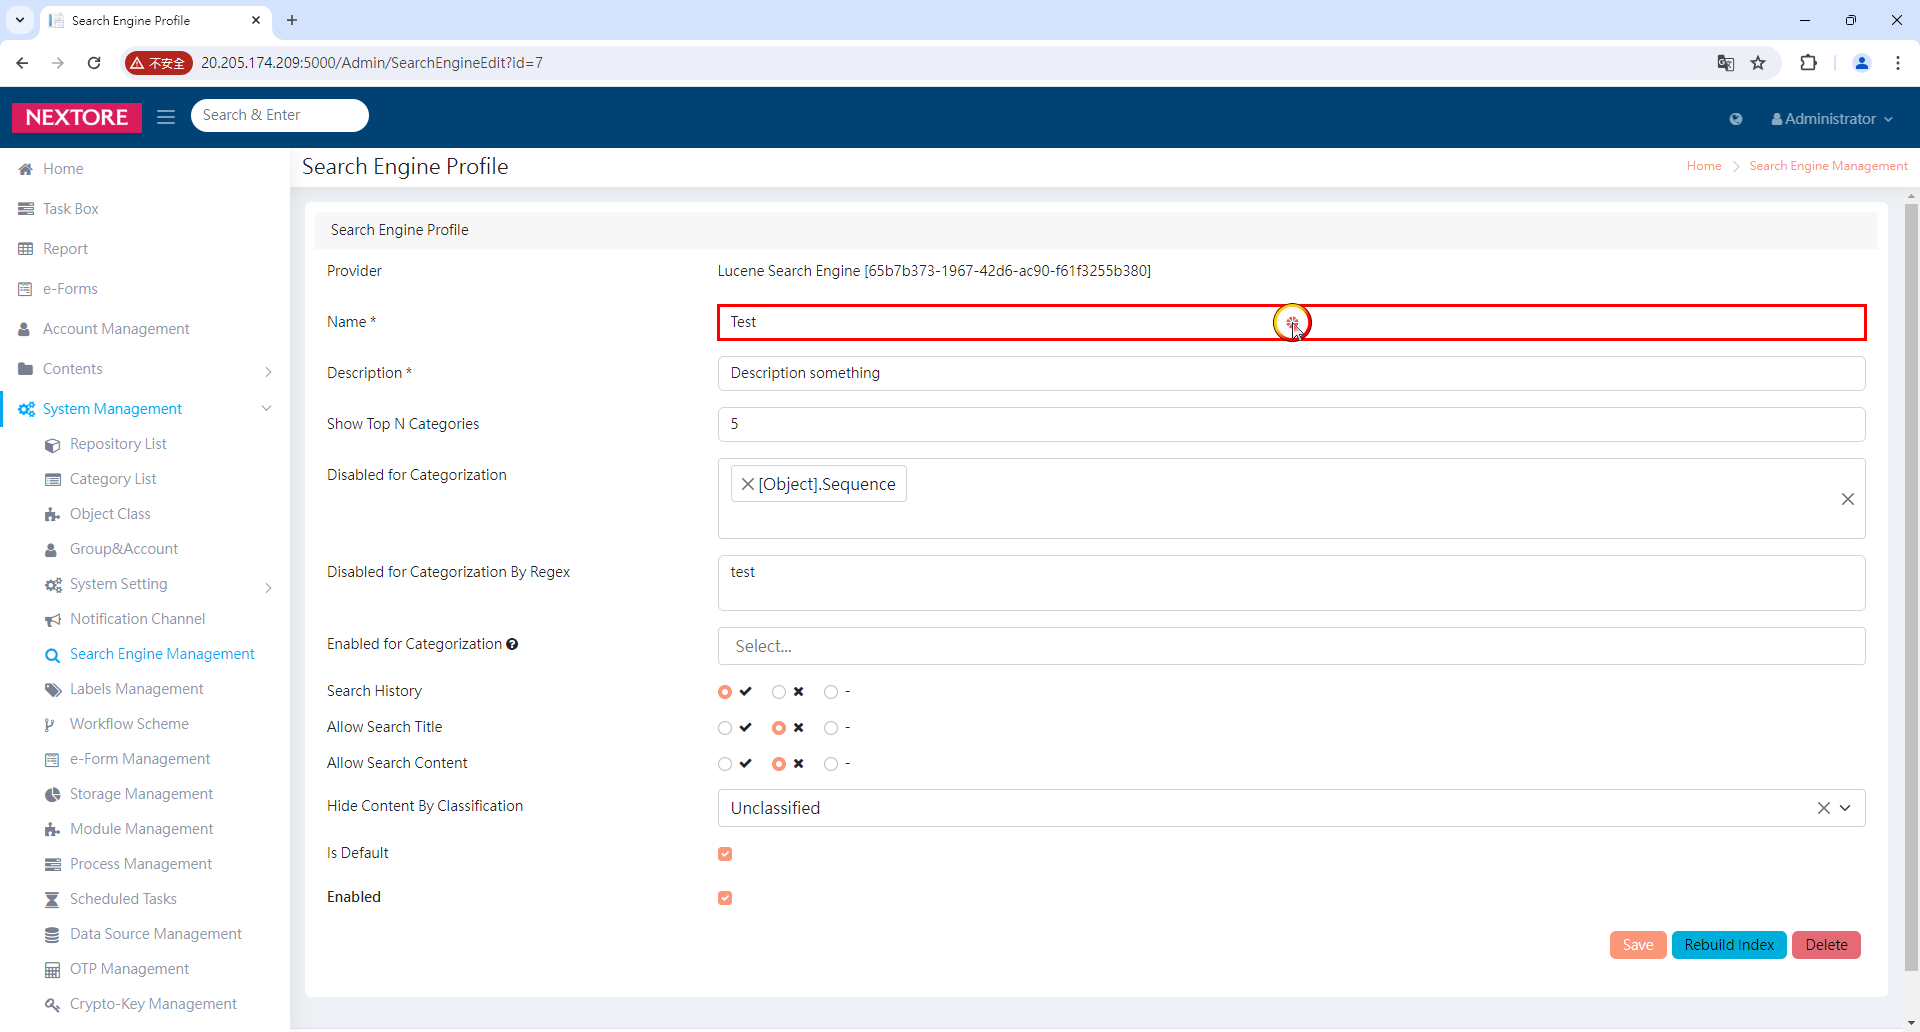 Search Engine Profile
不安全
20.205.174.209:5000/Admin/SearchEngineEdit?id=7
NEXTORE
Search & Enter
Administrator
Home
Task Box
Report
e-Forms
Account Management
Contents
System Management
Repository List
Category List
Object Class
Group&Account
System Setting
Notification Channel
Search Engine Management
Labels Management
Workflow Scheme
e-Form Management
Storage Management
Module Management
Process Management
Scheduled Tasks
Data Source Management
OTP Management
Crypto-Key Management
Search Engine Profile
Home > Search Engine Management
Search Engine Profile
Provider Lucene Search Engine [65b7b373-1967-42d6-ac90-f61f3255b380]
Name * Test
Description * Description something
Show Top N Categories 5
Disabled for Categorization [Object].Sequence
Disabled for Categorization By Regex test
Enabled for Categorization Select...
Search History -
Allow Search Title -
Allow Search Content -
Hide Content By Classification Unclassified
Is Default
Enabled
Save Rebuild Index Delete